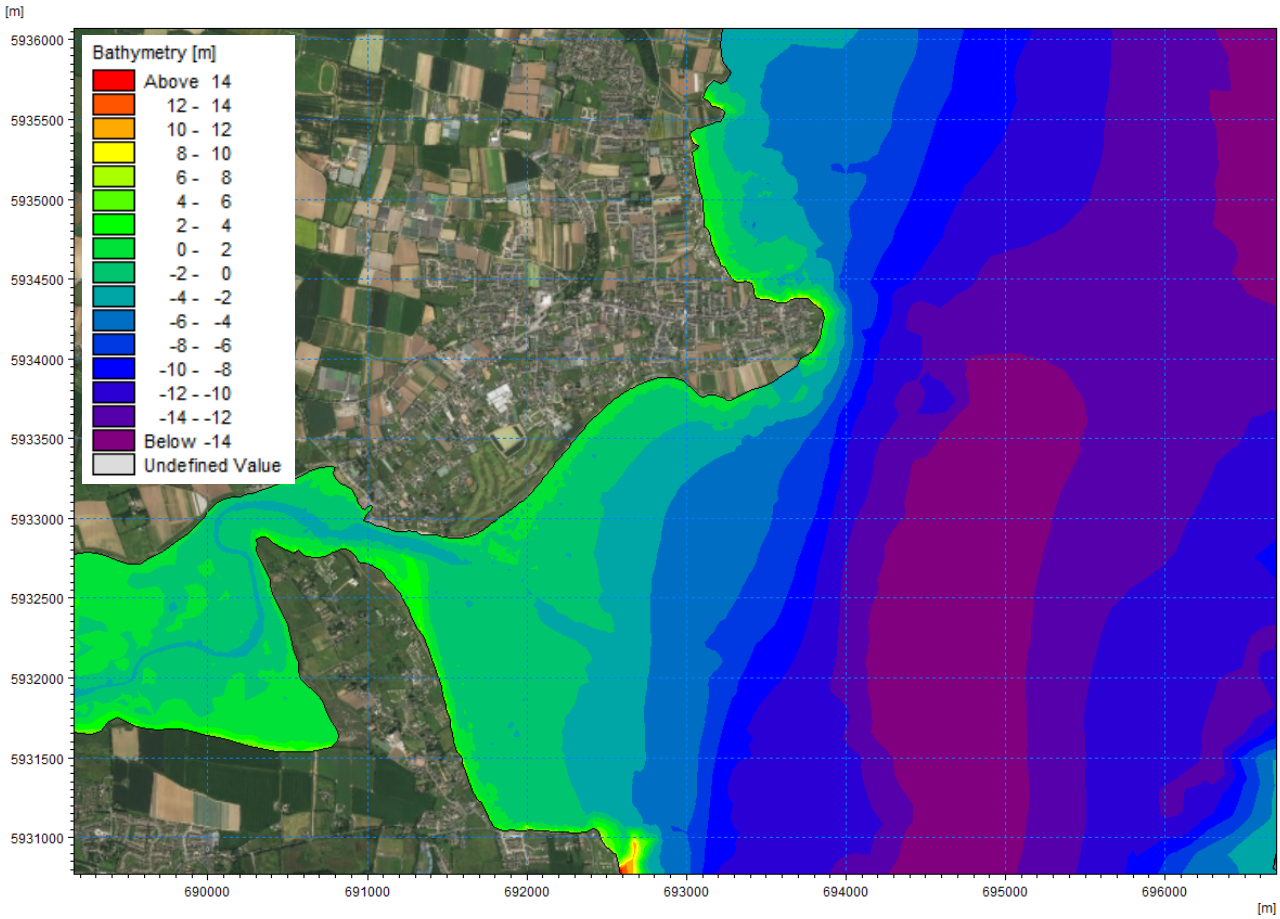 [m]
5936000
5935500
5935000
5934500
5934000
5933500
5933000
5932500
5932000
5931500
5931000
Bathymetry [m]
Above 14
12 - 14
10 - 12
8 - 10
6 - 8
4 - 6
2 - 4
0 - 2
-2 - 0
-4 - -2
-6 - -4
-8 - -6
-10 - -8
-12 - -10
-14 - -12
Below -14
Undefined Value
690000 691000 692000 693000 694000 695000 696000
[m]